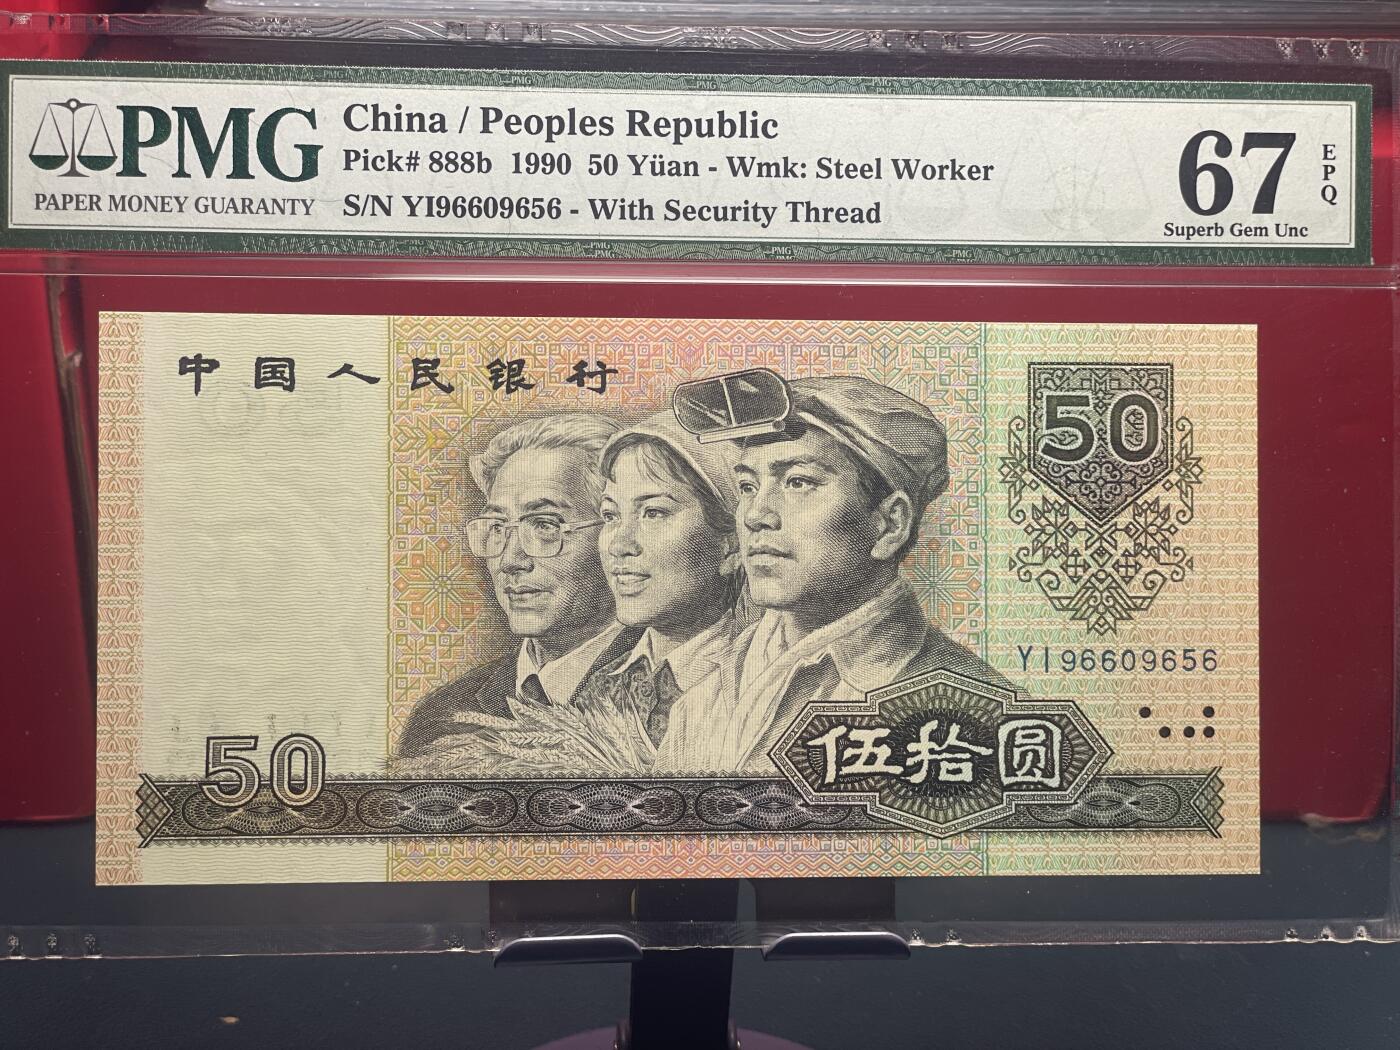 PMG
PAPER MONEY GUARANTY
China / Peoples Republic
Pick# 888b 1990 50 Yüan - Wmk: Steel Worker
S/N YI96609656 - With Security Thread
67
EPQ
Superb Gem Unc
中国人民银行
50
YI96609656
50
伍拾圆